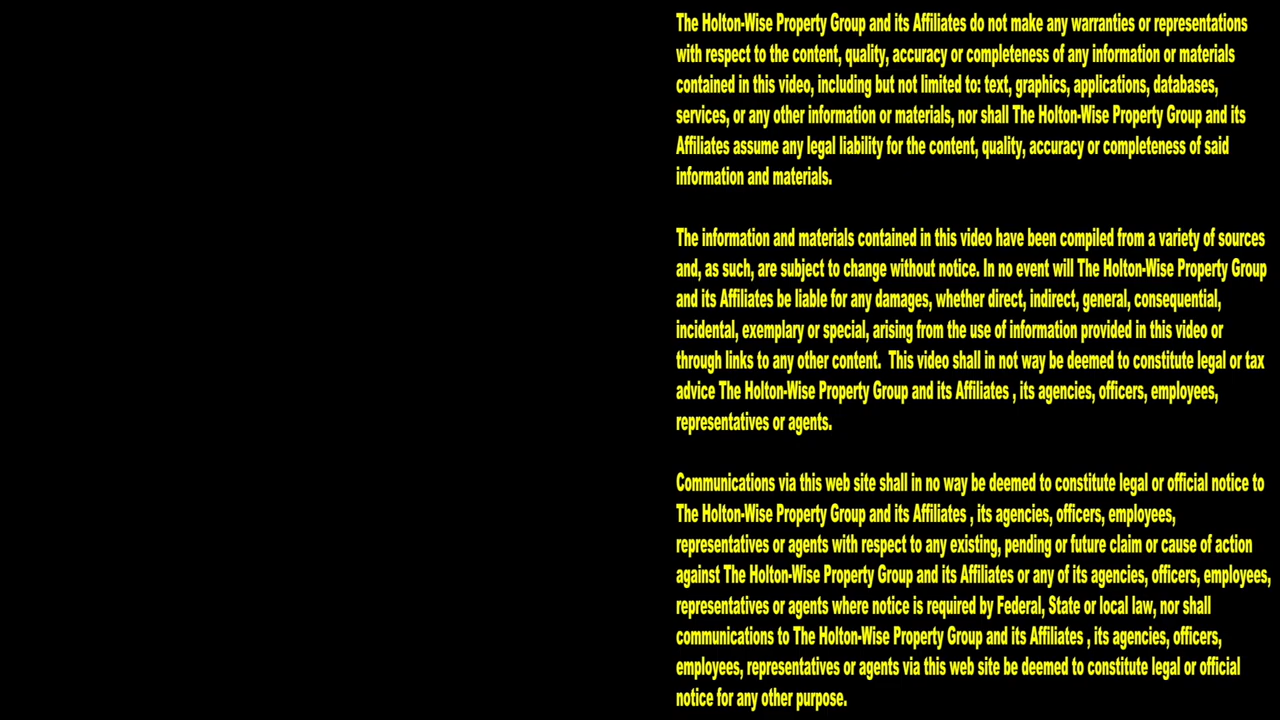 The Holton-Wise Property Group and its Affiliates do not make any warranties or representations
with respect to the content, quality, accuracy or completeness of any information or materials
contained in this video, including but not limited to: text, graphics, applications, databases,
services, or any other information or materials, nor shall The Holton-Wise Property Group and its
Affiliates assume any legal liability for the content, quality, accuracy or completeness of said
information and materials.
The information and materials contained in this video have been compiled from a variety of sources
and, as such, are subject to change without notice. In no event will The Holton-Wise Property Group
and its Affiliates be liable for any damages, whether direct, indirect, general, consequential,
incidental, exemplary or special, arising from the use of information provided in this video or
through links to any other content.  This video shall in not way be deemed to constitute legal or tax
advice The Holton-Wise Property Group and its Affiliates , its agencies, officers, employees,
representatives or agents.
Communications via this web site shall in no way be deemed to constitute legal or official notice to
The Holton-Wise Property Group and its Affiliates , its agencies, officers, employees,
representatives or agents with respect to any existing, pending or future claim or cause of action
against The Holton-Wise Property Group and its Affiliates or any of its agencies, officers, employees,
representatives or agents where notice is required by Federal, State or local law, nor shall
communications to The Holton-Wise Property Group and its Affiliates , its agencies, officers,
employees, representatives or agents via this web site be deemed to constitute legal or official
notice for any other purpose.